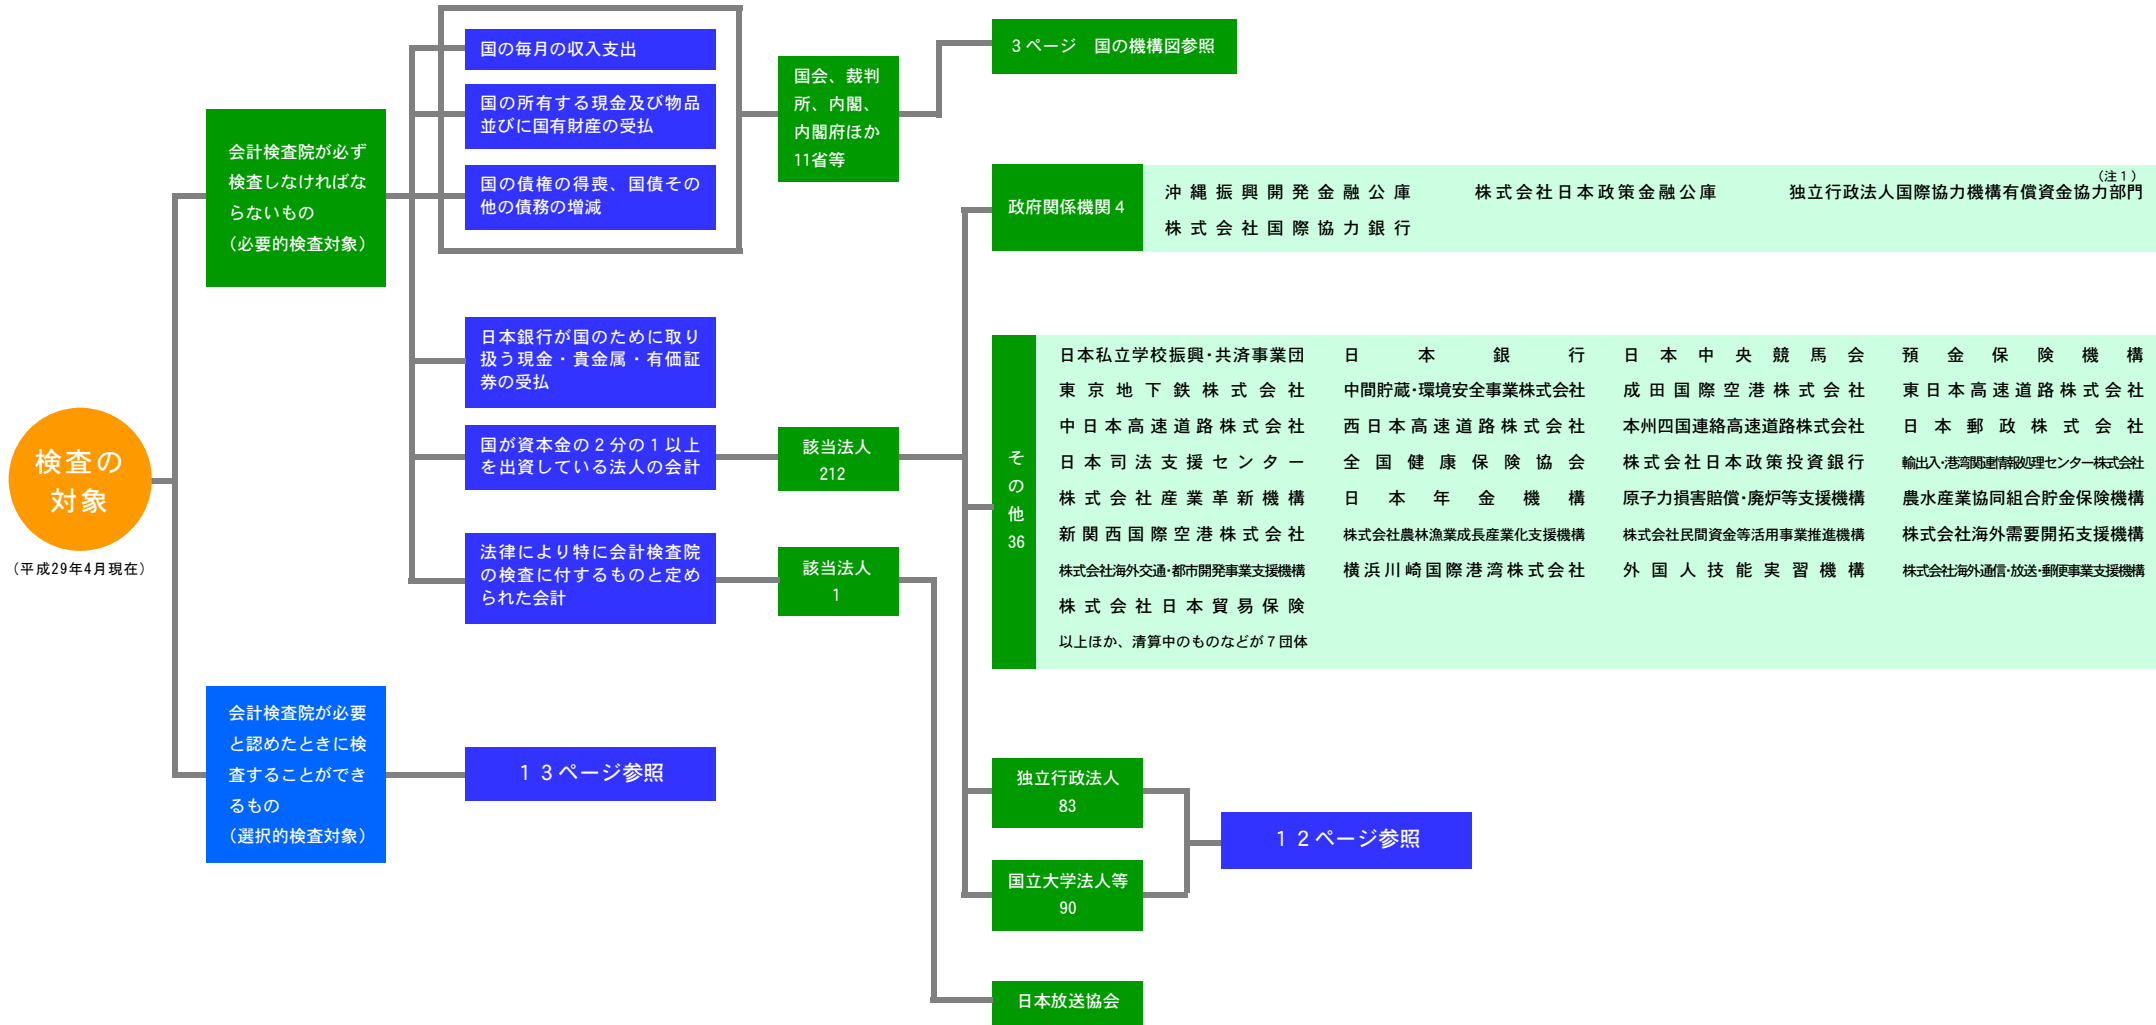 検査の
対象
(平成29年4月現在)
会計検査院が必ず
検査しなければな
らないもの
(必要的検査対象)
国の毎月の収入支出
国の所有する現金及び物品
並びに国有財産の受払
国の債権の得喪、国債その
他の債務の増減
国会、裁判
所、内閣、
内閣府ほか
11省等
3ページ　国の機構図参照
日本銀行が国のために取り
扱う現金・貴金属・有価証
券の受払
国が資本金の2分の1以上
を出資している法人の会計
該当法人
212
法律により特に会計検査院
の検査に付するものと定め
られた会計
該当法人
1
政府関係機関4
(注1)
沖縄振興開発金融公庫　株式会社日本政策金融公庫　独立行政法人国際協力機構有償資金協力部門
株式会社国際協力銀行
その他
36
日本私立学校振興・共済事業団　日本銀行　日本中央競馬会　預金保険機構
東京地下鉄株式会社　中間貯蔵・環境安全事業株式会社　成田国際空港株式会社　東日本高速道路株式会社
中日本高速道路株式会社　西日本高速道路株式会社　本州四国連絡高速道路株式会社　日本郵政株式会社
日本司法支援センター　全国健康保険協会　株式会社日本政策投資銀行　輸出入・港湾関連情報処理センター株式会社
株式会社産業革新機構　日本年金機構　原子力損害賠償・廃炉等支援機構　農水産業協同組合貯金保険機構
新関西国際空港株式会社　株式会社農林漁業成長産業化支援機構　株式会社民間資金等活用事業推進機構　株式会社海外需要開拓支援機構
株式会社海外交通・都市開発事業支援機構　横浜川崎国際港湾株式会社　外国人技能実習機構　株式会社海外通信・放送・郵便事業支援機構
株式会社日本貿易保険
以上ほか、清算中のものなどが7団体
独立行政法人
83
国立大学法人等
90
12ページ参照
日本放送協会
会計検査院が必要
と認めたときに検
査することができ
るもの
(選択的検査対象)
13ページ参照